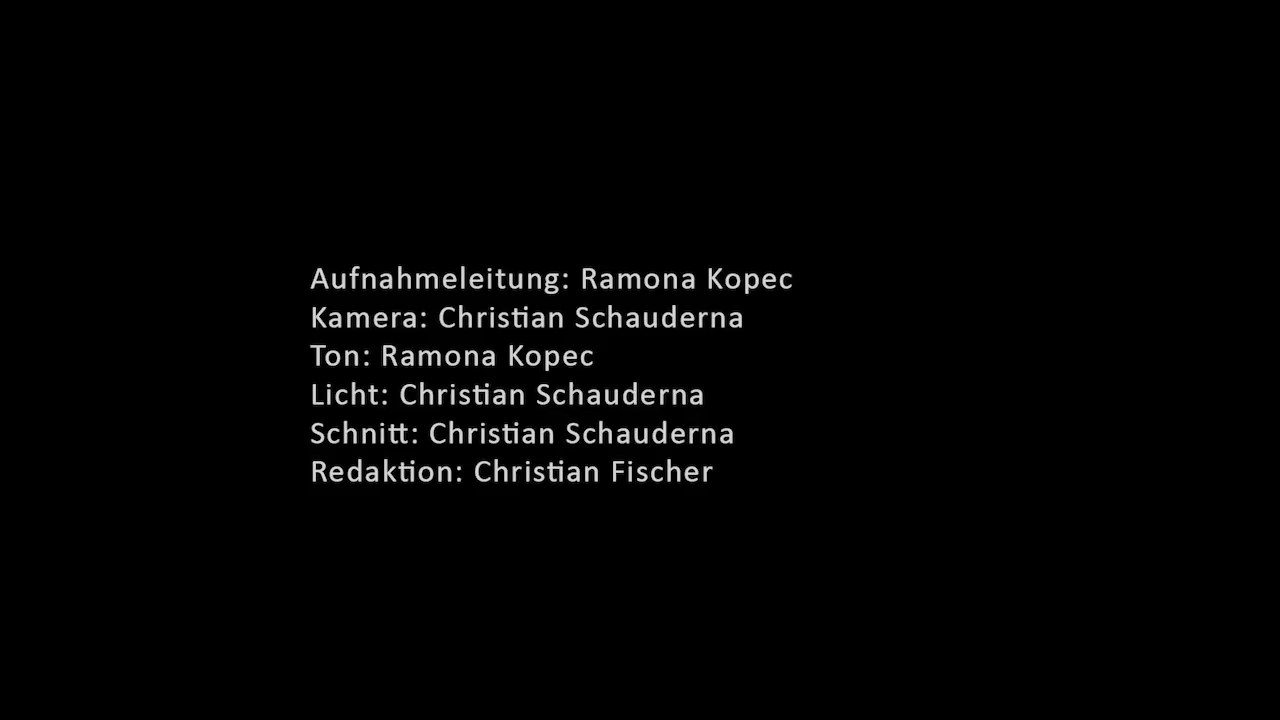 Aufnahmeleitung: Ramona Kopec
Kamera: Christian Schauderna
Ton: Ramona Kopec
Licht: Christian Schauderna
Schnitt: Christian Schauderna
Redaktion: Christian Fischer